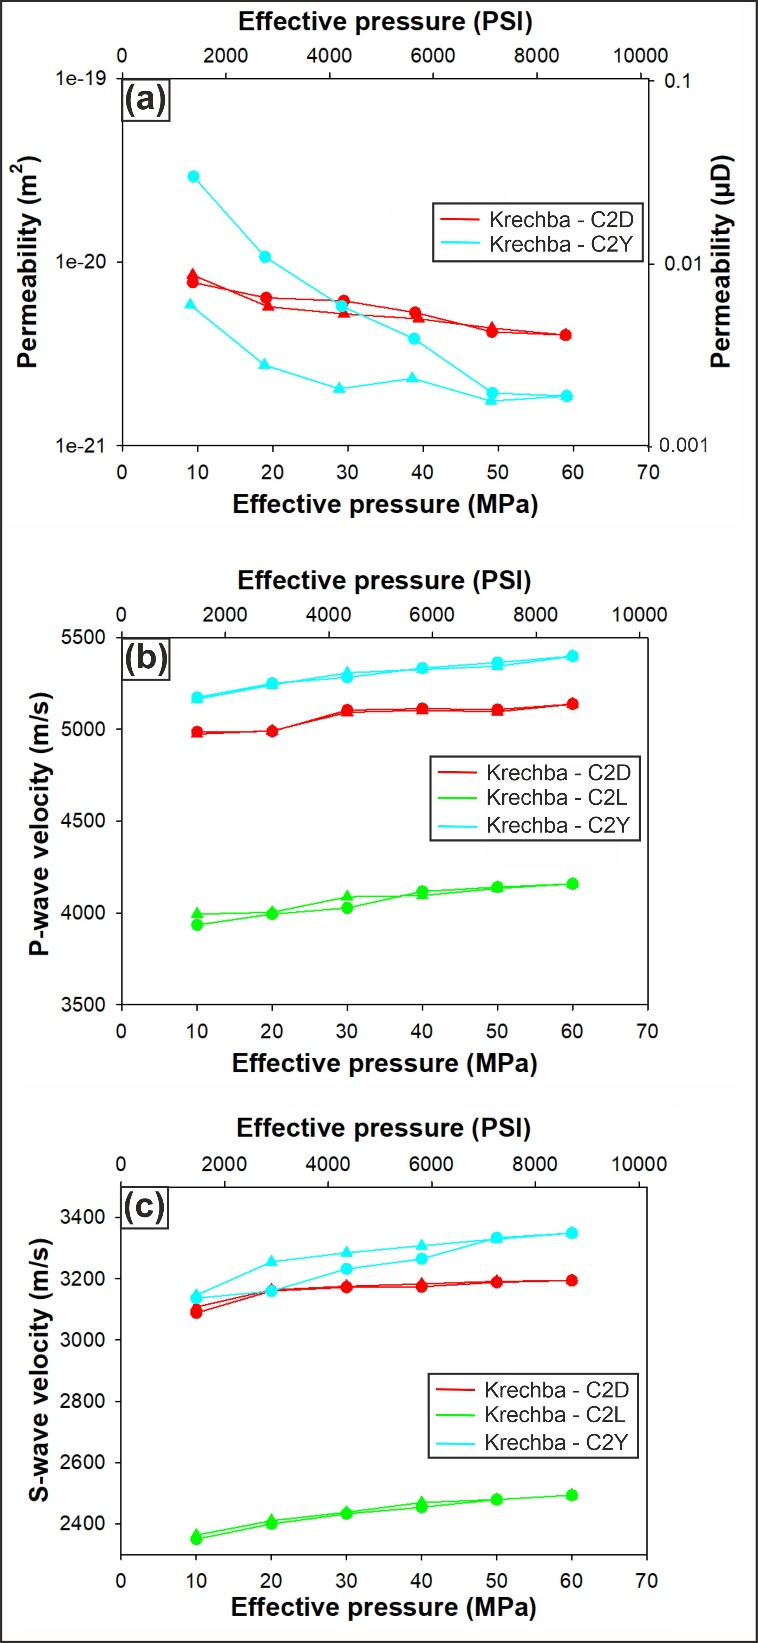 Effective pressure (PSI)
0 2000 4000 6000 8000 10000
1e-19 (a) 0.1
Krechba - C2D
Krechba - C2Y
Permeability (m²)
Permeability (µD)
1e-20 0.01
1e-21 0.001
0 10 20 30 40 50 60 70
Effective pressure (MPa)
Effective pressure (PSI)
0 2000 4000 6000 8000 10000
5500 (b)
5000
Krechba - C2D
Krechba - C2L
Krechba - C2Y
P-wave velocity (m/s)
4500
4000
3500
0 10 20 30 40 50 60 70
Effective pressure (MPa)
Effective pressure (PSI)
0 2000 4000 6000 8000 10000
(c)
3400
3200
3000
S-wave velocity (m/s)
Krechba - C2D
Krechba - C2L
Krechba - C2Y
2800
2600
2400
0 10 20 30 40 50 60 70
Effective pressure (MPa)